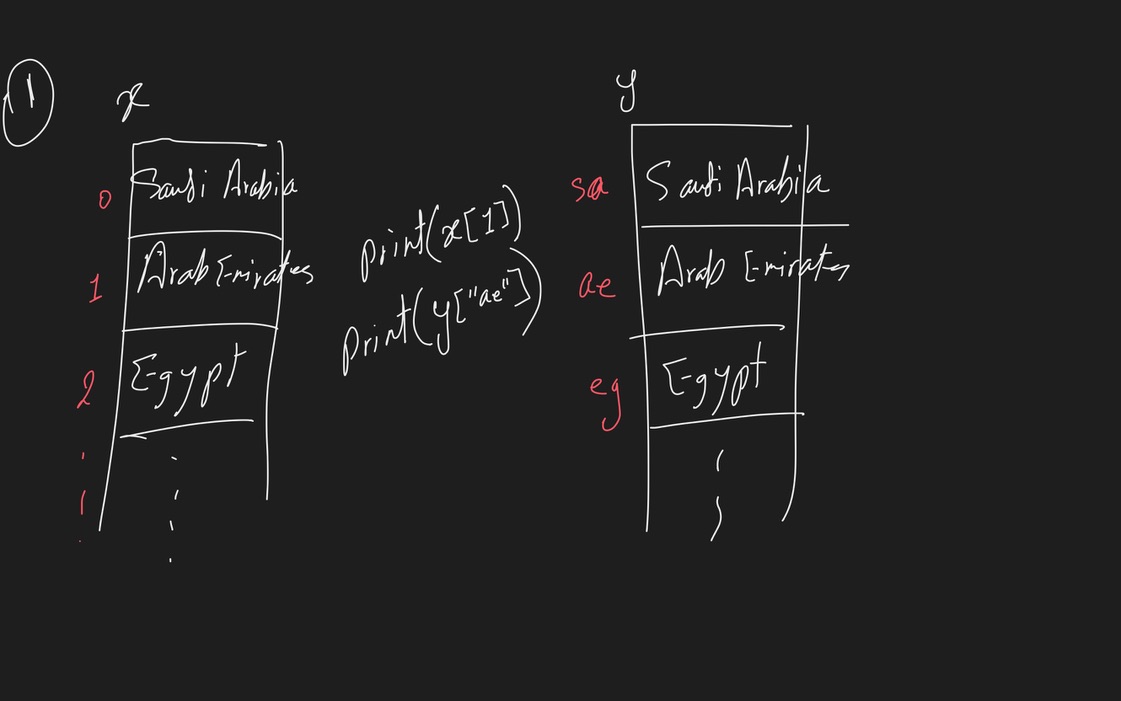 1
x
0 Saudi Arabia
1 Arab Emirates
2 Egypt
print(x[1])
print(y["ae"])
y
sa Saudi Arabia
ae Arab Emirates
eg Egypt